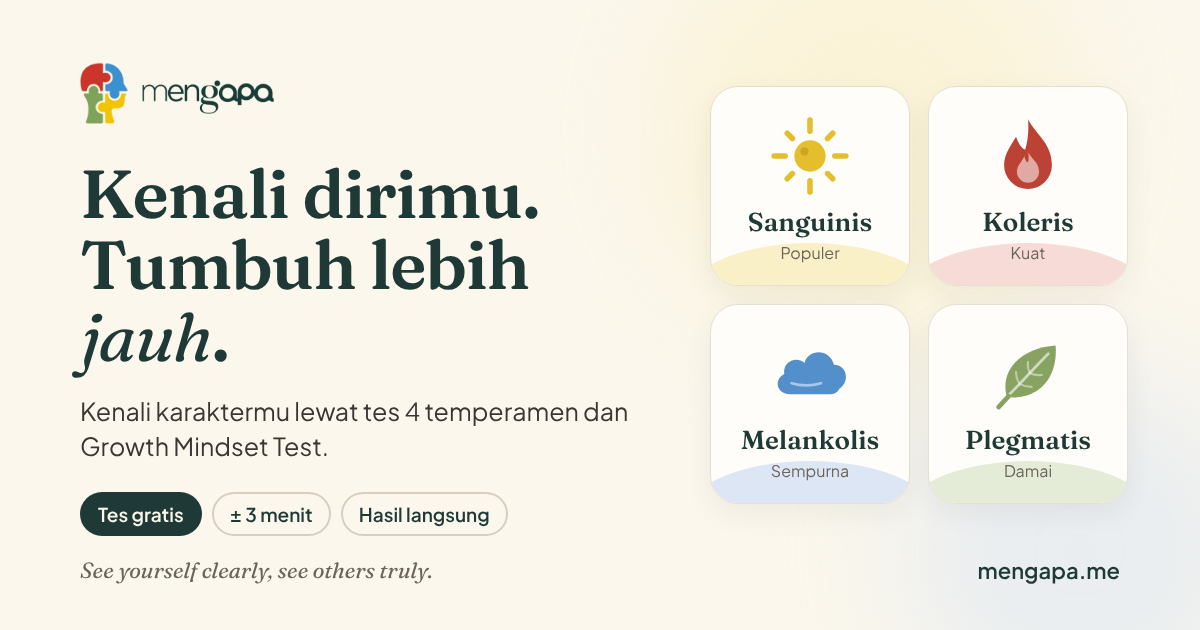 mengapa
Kenali dirimu.
Tumbuh lebih
jauh.
Kenali karaktermu lewat tes 4 temperamen dan
Growth Mindset Test.
Tes gratis
± 3 menit
Hasil langsung
See yourself clearly, see others truly.
Sanguinis
Populer
Koleris
Kuat
Melankolis
Sempurna
Plegmatis
Damai
mengapa.me